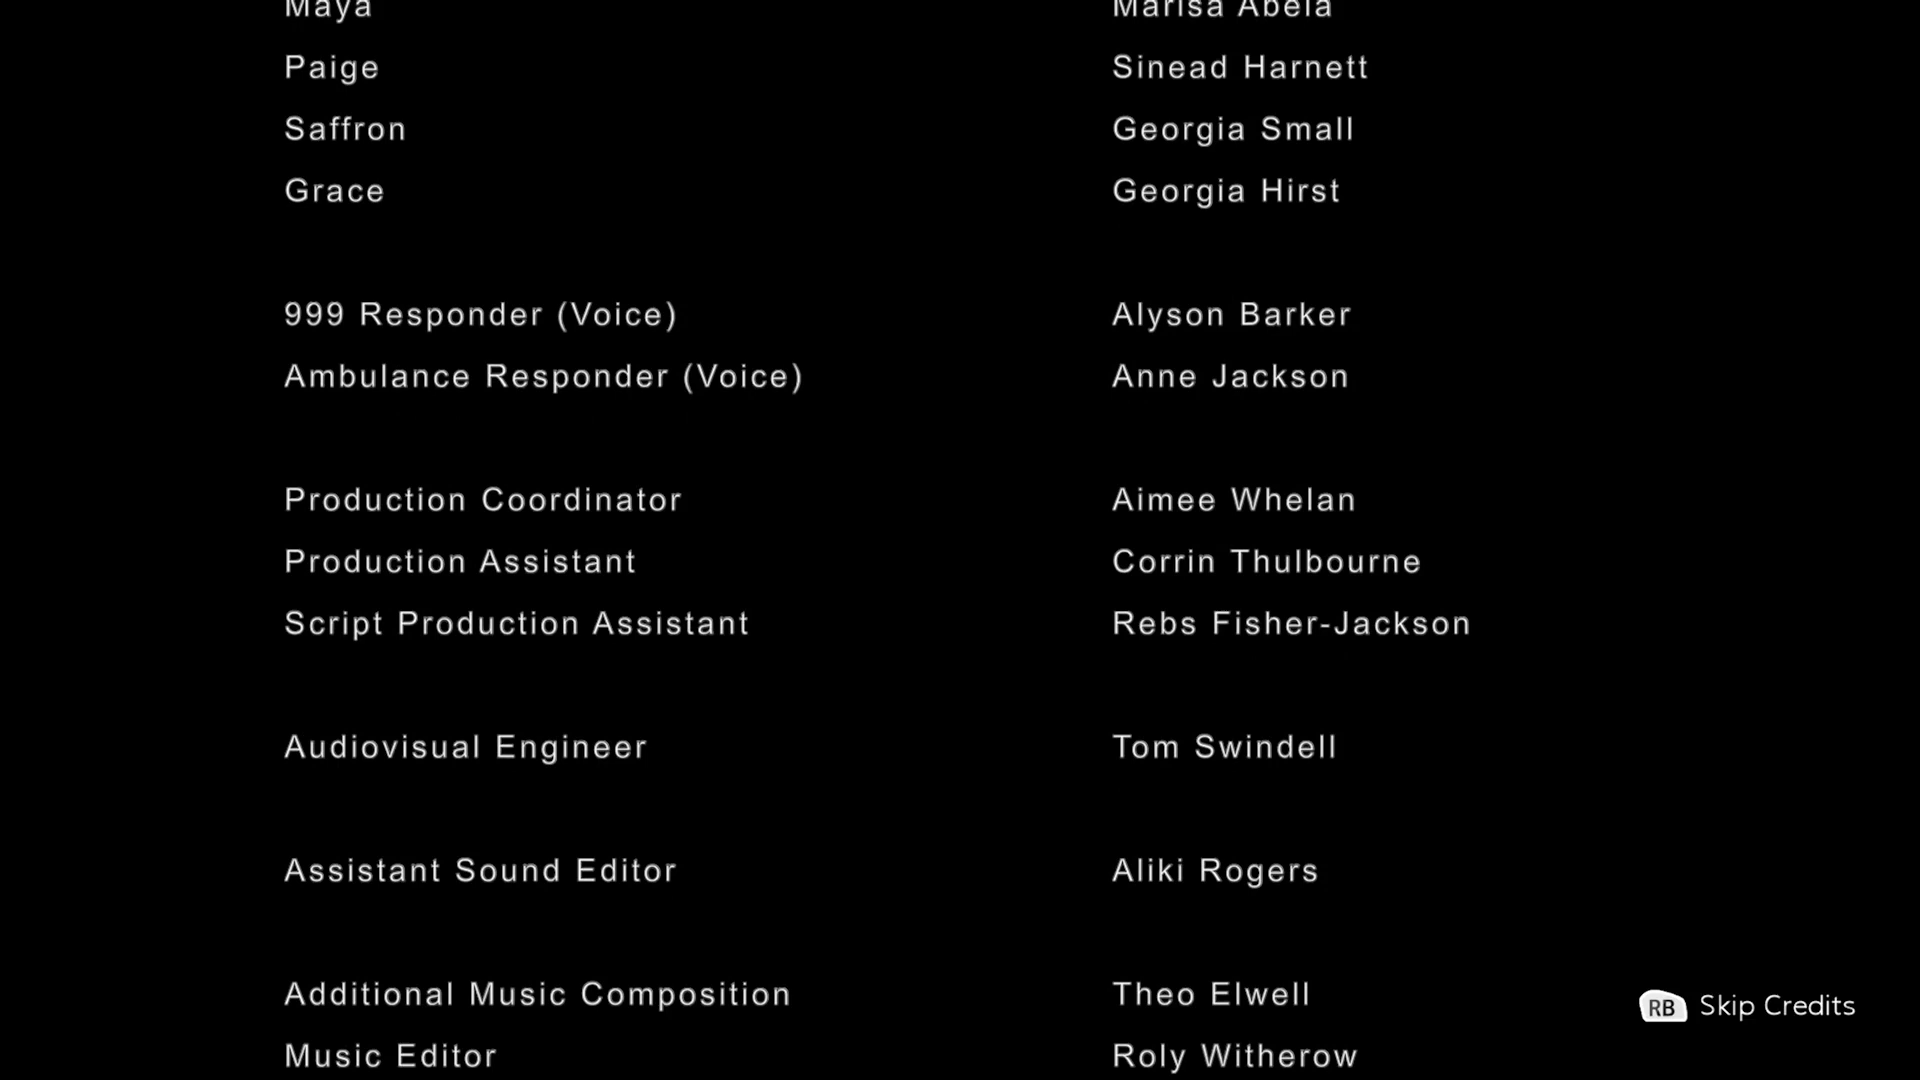 Maya Marisa Abela
Paige Sinead Harnett
Saffron Georgia Small
Grace Georgia Hirst
999 Responder (Voice) Alyson Barker
Ambulance Responder (Voice) Anne Jackson
Production Coordinator Aimee Whelan
Production Assistant Corrin Thulbourne
Script Production Assistant Rebs Fisher-Jackson
Audiovisual Engineer Tom Swindell
Assistant Sound Editor Aliki Rogers
Additional Music Composition Theo Elwell
RB Skip Credits
Music Editor Roly Witherow